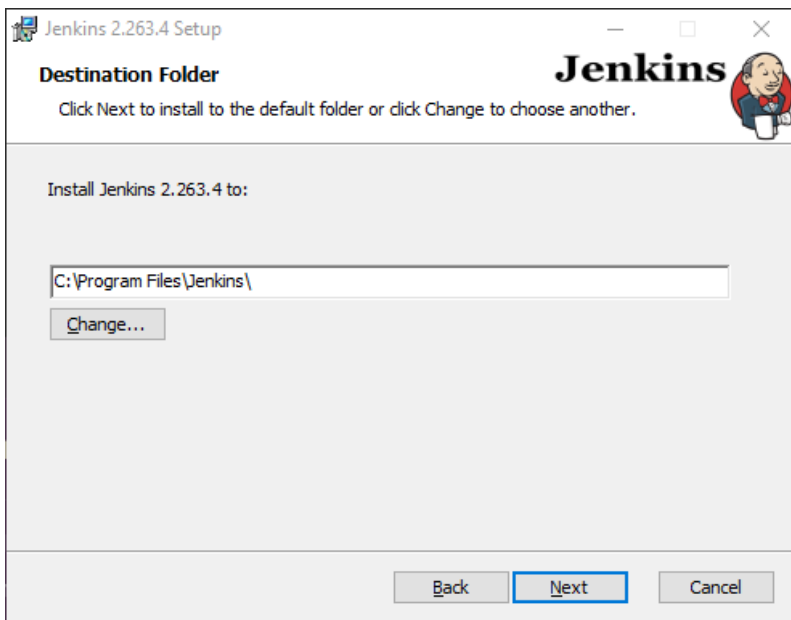 Jenkins 2.263.4 Setup
Jenkins
Destination Folder
Click Next to install to the default folder or click Change to choose another.
Install Jenkins 2.263.4 to:
C:\Program Files\Jenkins\
Change...
Back Next Cancel